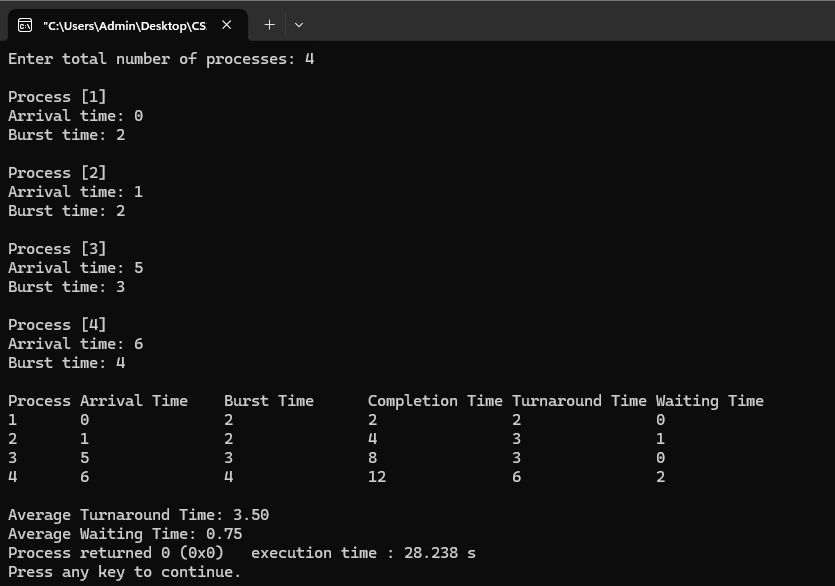 "C:\Users\Admin\Desktop\CS
Enter total number of processes: 4
Process [1]
Arrival time: 0
Burst time: 2
Process [2]
Arrival time: 1
Burst time: 2
Process [3]
Arrival time: 5
Burst time: 3
Process [4]
Arrival time: 6
Burst time: 4
Process Arrival Time    Burst Time      Completion Time Turnaround Time Waiting Time
1       0               2               2               2               0
2       1               2               4               3               1
3       5               3               8               3               0
4       6               4               12              6               2
Average Turnaround Time: 3.50
Average Waiting Time: 0.75
Process returned 0 (0x0)   execution time : 28.238 s
Press any key to continue.